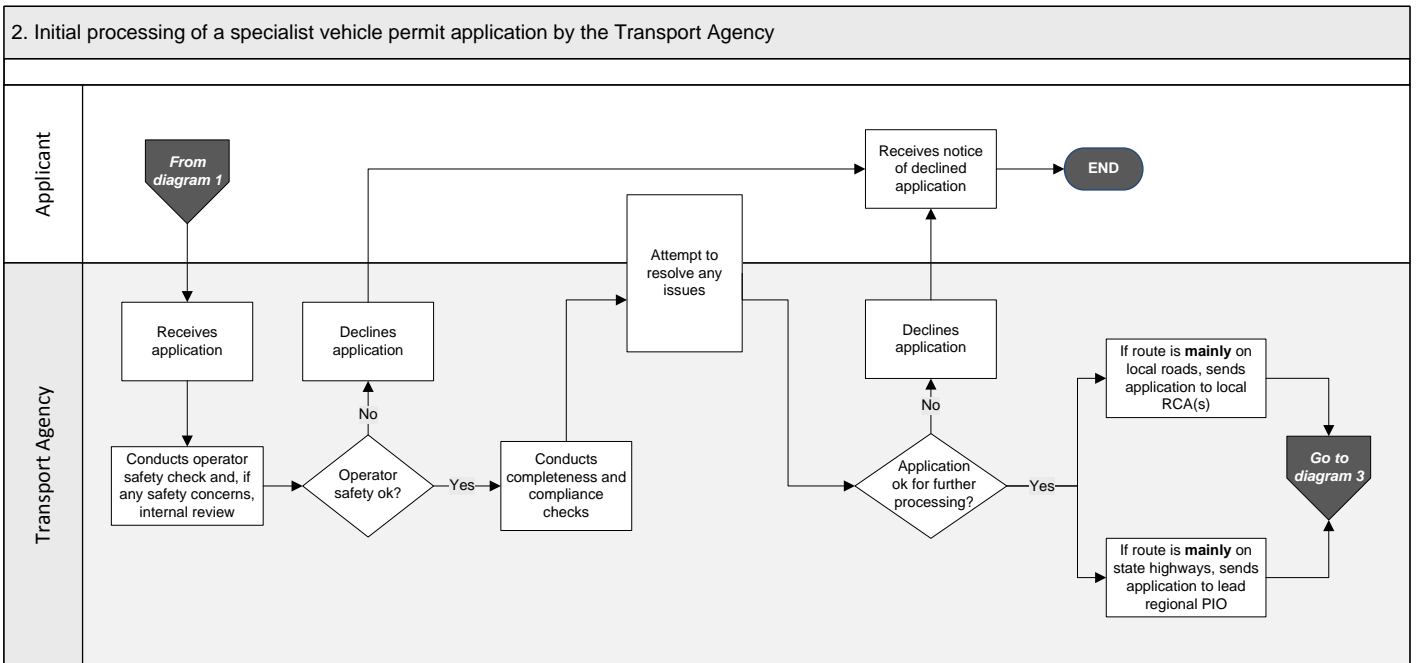 2. Initial processing of a specialist vehicle permit application by the Transport Agency
Applicant
From
diagram 1
Receives notice
of declined
application
END
Attempt to
resolve any
issues
Transport Agency
Receives
application
Declines
application
Declines
application
If route is mainly on
local roads, sends
application to local
RCA(s)
No
No
Conducts operator
safety check and, if
any safety concerns,
internal review
Operator
safety ok?
Yes
Conducts
completeness and
compliance
checks
Application
ok for further
processing?
Yes
Go to
diagram 3
If route is mainly on
state highways, sends
application to lead
regional PIO